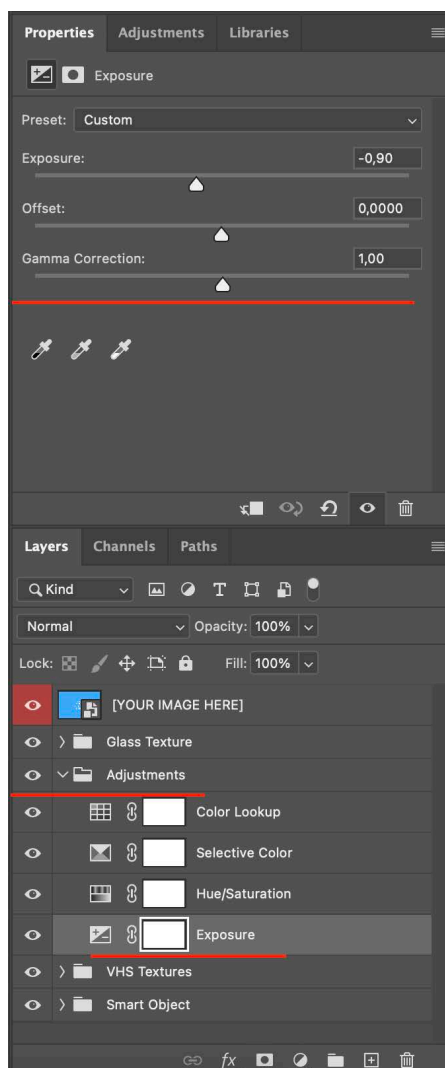 Properties Adjustments Libraries
Exposure
Preset: Custom
Exposure: -0,90
Offset: 0,0000
Gamma Correction: 1,00
Layers Channels Paths
Kind T
Normal Opacity: 100%
Lock: Fill: 100%
[YOUR IMAGE HERE]
Glass Texture
Adjustments
Color Lookup
Selective Color
Hue/Saturation
Exposure
VHS Textures
Smart Object
fx